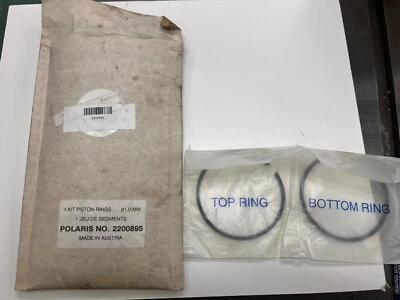 1 KIT PISTON RINGS 81,0 MM
1 JEU DE SEGMENTS
POLARIS NO. 2200895
MADE IN AUSTRIA
TOP RING
BOTTOM RING